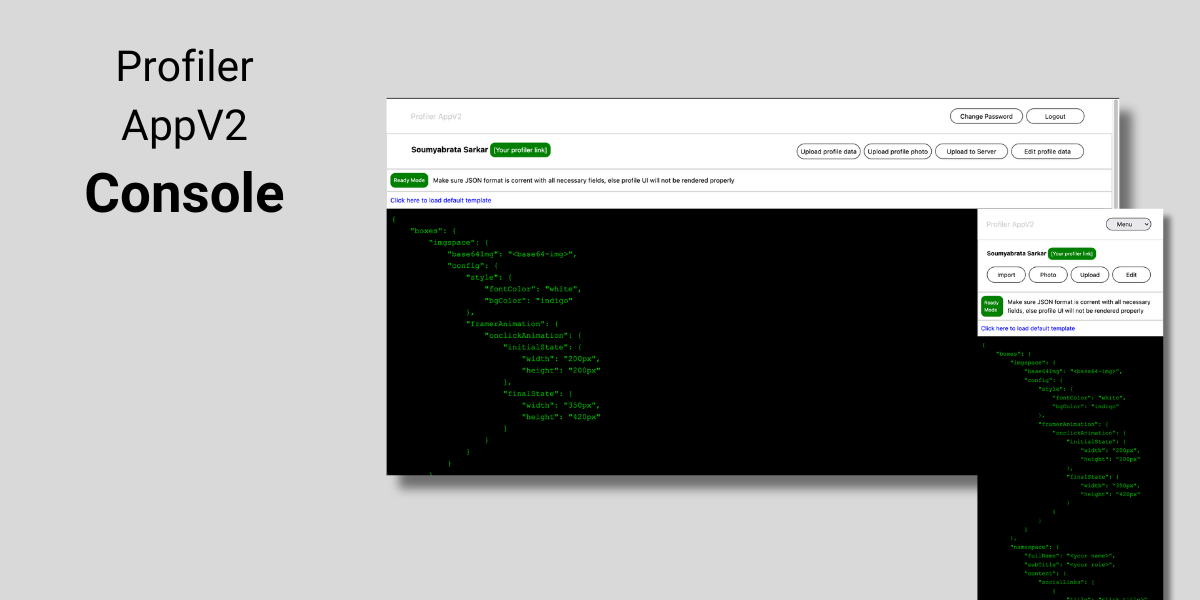 Profiler
AppV2
Console
Profiler AppV2
Change Password
Logout
Soumyabrata Sarkar [Your profiler link]
Upload profile data
Upload profile photo
Upload to Server
Edit profile data
Ready Mode
Make sure JSON format is corrent with all necessary fields, else profile UI will not be rendered properly
Click here to load default template
{
"boxes": {
"imgspace": {
"base64Img": "<base64-img>",
"config": {
"style": {
"fontColor": "white",
"bgColor": "indigo"
},
"framerAnimation": {
"onclickAnimation": {
"initialState": {
"width": "200px",
"height": "200px"
},
"finalState": {
"width": "350px",
"height": "420px"
}
}
}
}
Profiler AppV2
Menu
Soumyabrata Sarkar [Your profiler link]
Import
Photo
Upload
Edit
Ready
Mode
Make sure JSON format is corrent with all necessary
fields, else profile UI will not be rendered properly
Click here to load default template
{
"boxes": {
"imgspace": {
"base64Img": "<base64-img>",
"config": {
"style": {
"fontColor": "white",
"bgColor": "indigo"
},
"framerAnimation": {
"onclickAnimation": {
"initialState": {
"width": "200px",
"height": "200px"
},
"finalState": {
"width": "350px",
"height": "420px"
}
}
}
},
"namespace": {
"fullName": "<your name>",
"subTitle": "<your role>",
"content": {
"socialLinks": [
{